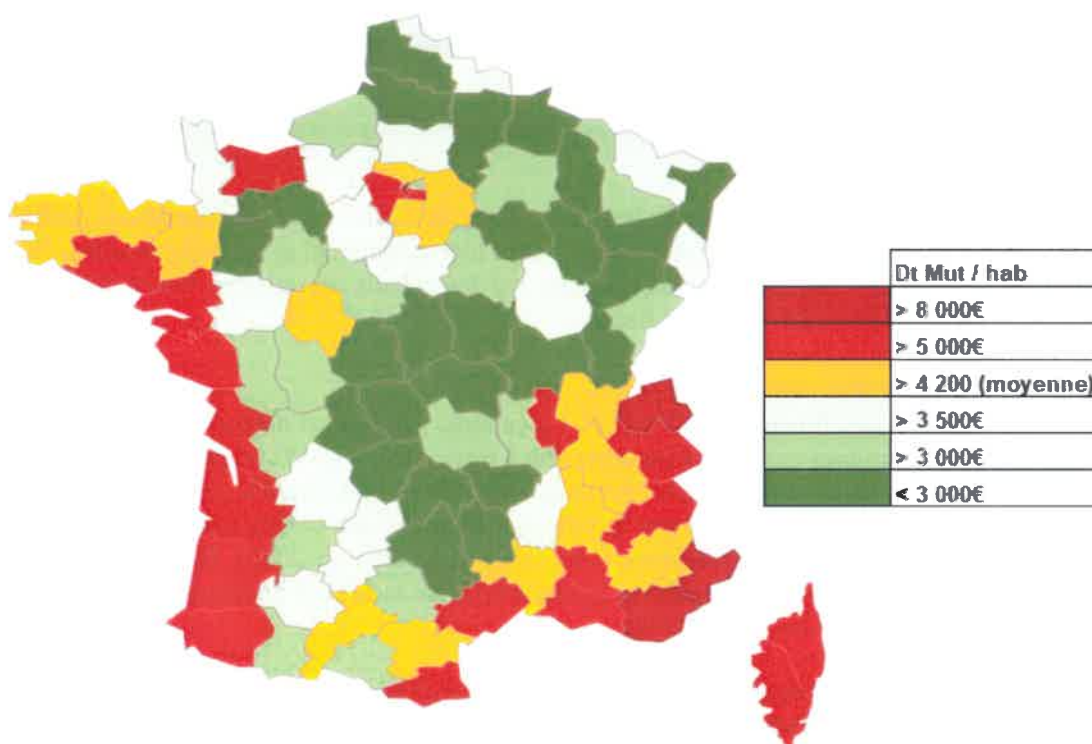 Dt Mut / hab
> 8 000€
> 5 000€
> 4 200 (moyenne)
> 3 500€
> 3 000€
< 3 000€